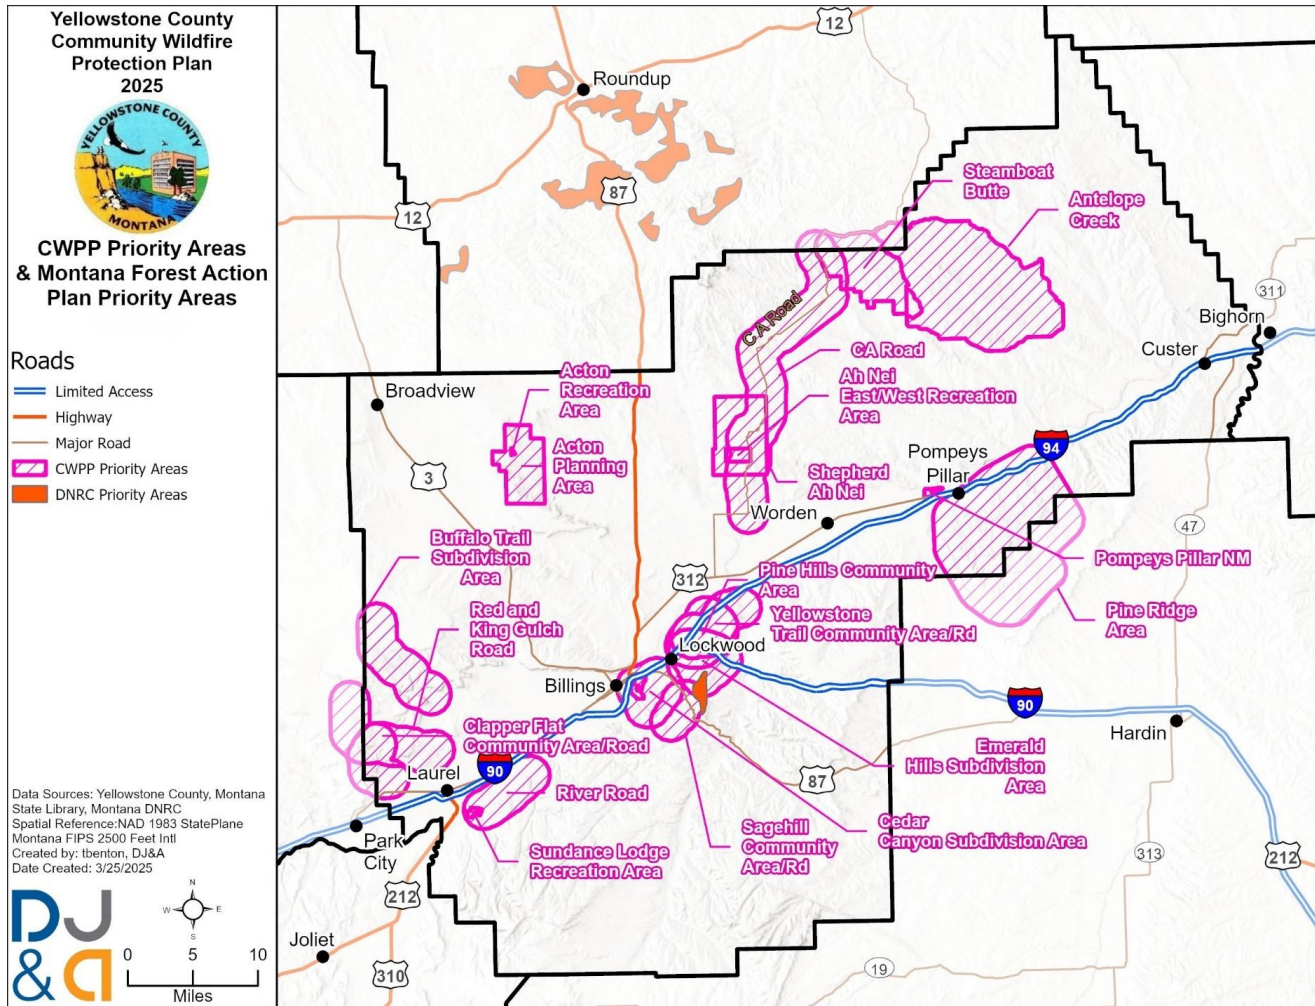 Yellowstone County
Community Wildfire
Protection Plan
2025
YELLOWSTONE COUNTY
MONTANA
CWPP Priority Areas
& Montana Forest Action
Plan Priority Areas
Roads
Limited Access
Highway
Major Road
CWPP Priority Areas
DNRC Priority Areas
Data Sources: Yellowstone County, Montana
State Library, Montana DNRC
Spatial Reference:NAD 1983 StatePlane
Montana FIPS 2500 Feet Intl
Created by: tbenton, DJ&A
Date Created: 3/25/2025
DJ
&a
N
W
E
S
0 5 10
Miles
12
Roundup
87
12
Steamboat
Butte
Antelope
Creek
311
Bighorn
Custer
C A Road
CA Road
Ah Nei
East/West Recreation
Area
Broadview
Acton
Recreation
Area
Acton
Planning
Area
3
94
Pompeys
Pillar
Shepherd
Ah Nei
Worden
47
Buffalo Trail
Subdivision
Area
312
Pine Hills Community
Area
Pompeys Pillar NM
Red and
King Gulch
Road
Yellowstone
Trail Community Area/Rd
Pine Ridge
Area
Lockwood
Billings
90
Hardin
Clapper Flat
Community Area/Road
Emerald
Hills Subdivision
Area
Laurel
90
87
River Road
Park
City
Sagehill
Community
Area/Rd
Cedar
Canyon Subdivision Area
Sundance Lodge
Recreation Area
313
212
212
Joliet
310
19